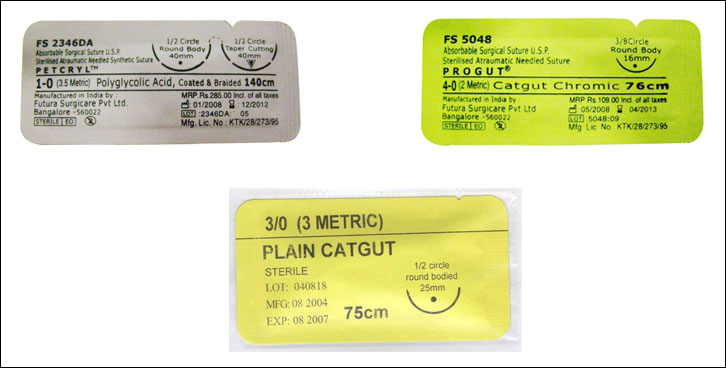 FS 2346DA
Absorbable Surgical Suture U.S.P.
Sterilised Atraumatic Needled Synthetic Suture
PETCRYL™
1/2 Circle
Round Body
40mm
1/2 Circle
Taper Cutting
40mm
1-0 (3.5 Metric) Polyglycolic Acid, Coated & Braided 140cm
Manufactured in India by :
Futura Surgicare Pvt Ltd.
Bangalore -560022
STERILE EO
MRP.Rs.285.00 Incl. of all taxes
01/2008 12/2012
LOT :2346DA: 05
Mfg. Lic. No : KTK/28/273/95
FS 5048
Absorbable Surgical Suture U.S.P.
Sterilised Atraumatic Needled Suture
PROGUT®
3/8Circle
Round Body
16mm
4-0 (2 Metric) Catgut Chromic 76cm
Manufactured in India by :
Futura Surgicare Pvt Ltd.
Bangalore -560022
STERILE EO
MRP Rs.109.00 Incl. of all taxes
05/2008 04/2013
LOT 5048:09
Mfg. Lic No : KTK/28/273/95
3/0 (3 METRIC)
PLAIN CATGUT
STERILE
LOT: 040818
MFG: 08 2004
EXP: 08 2007
75cm
1/2 circle
round bodied
25mm